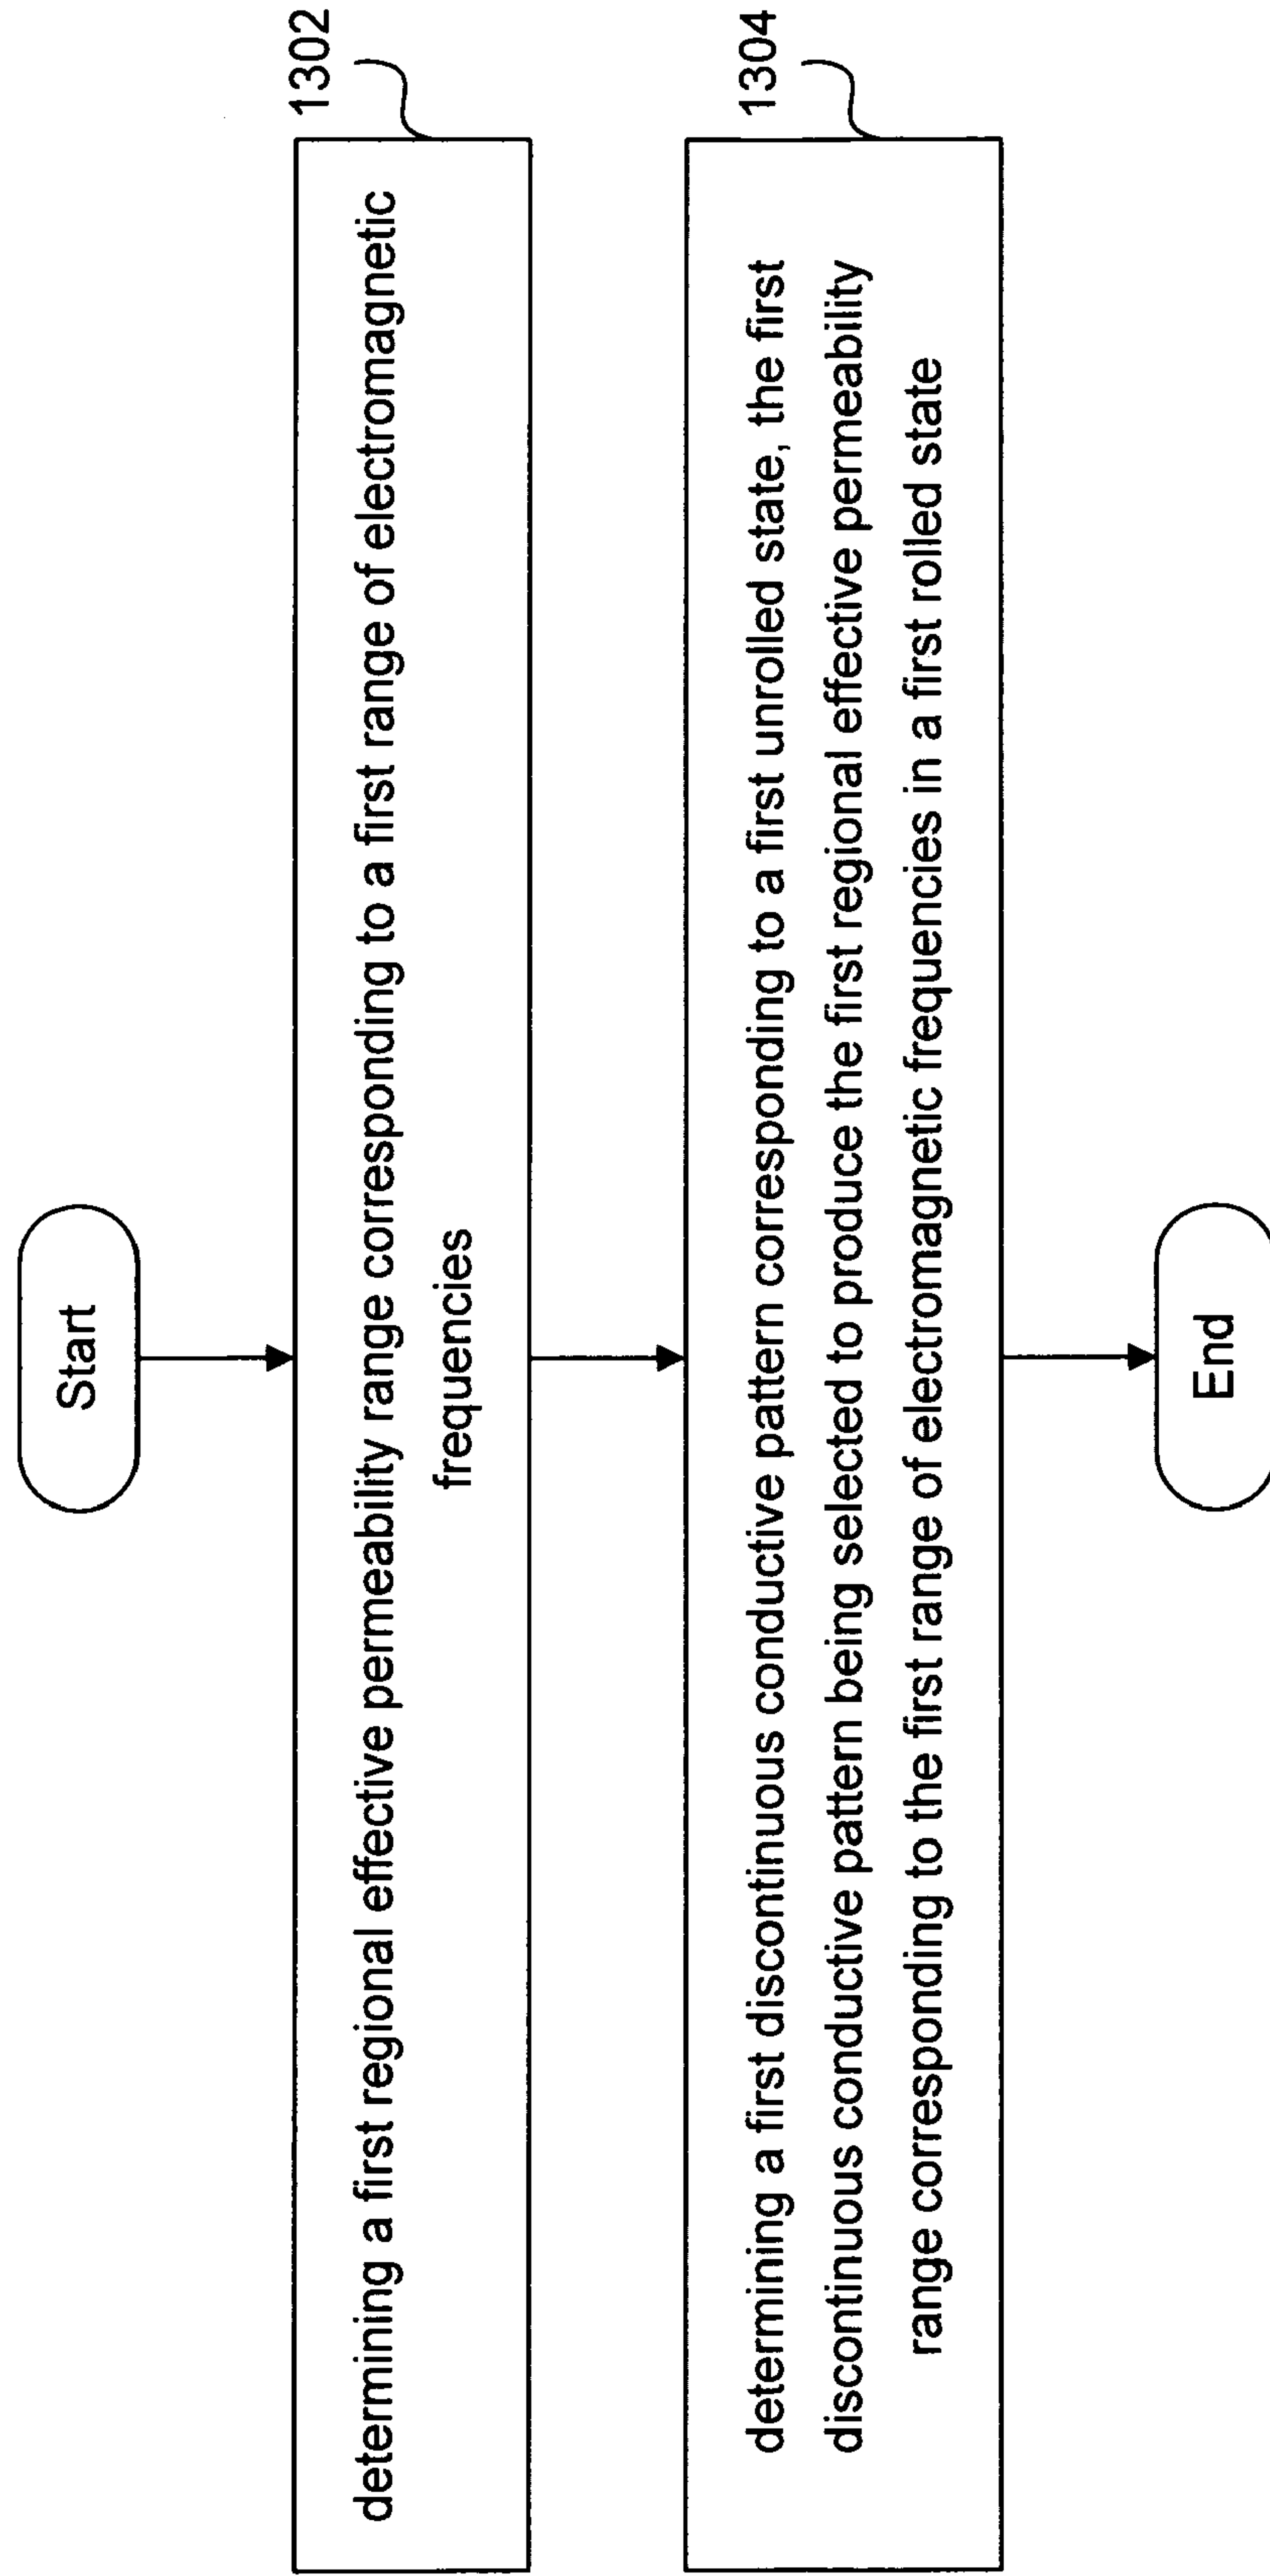 Start
1302
determining a first regional effective permeability range corresponding to a first range of electromagnetic
frequencies
1304
determining a first discontinuous conductive pattern corresponding to a first unrolled state, the first
discontinuous conductive pattern being selected to produce the first regional effective permeability
range corresponding to the first range of electromagnetic frequencies in a first rolled state
End